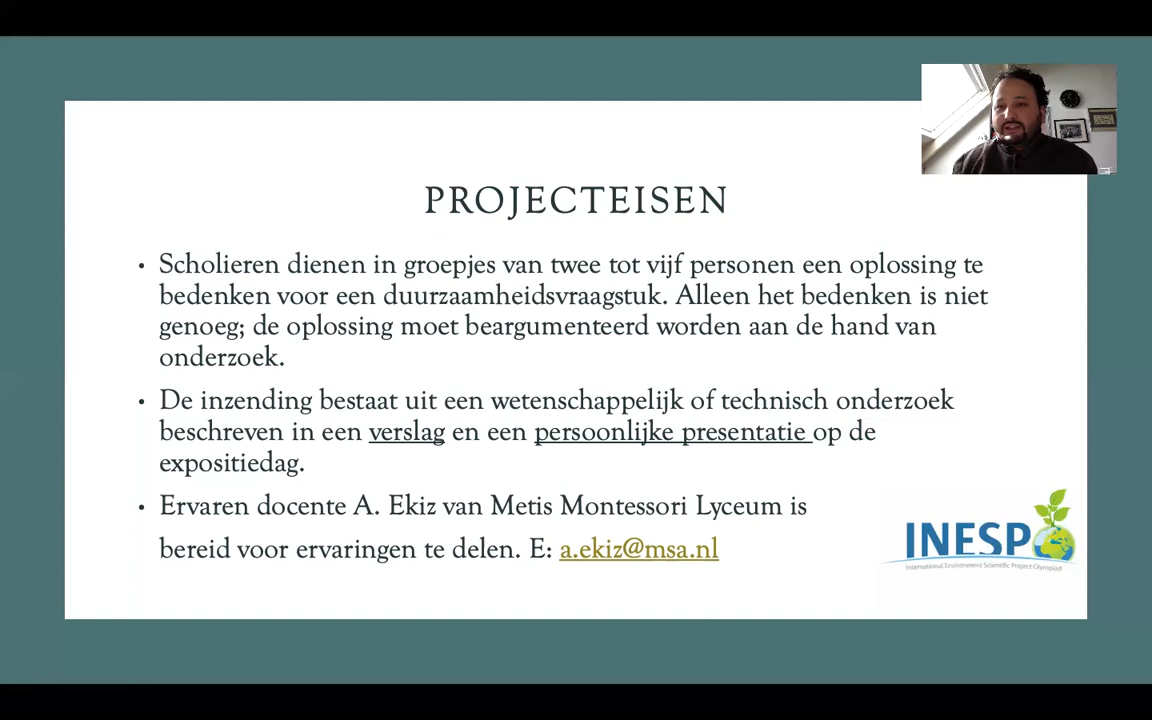 PROJECTEISEN
• Scholieren dienen in groepjes van twee tot vijf personen een oplossing te
bedenken voor een duurzaamheidsvraagstuk. Alleen het bedenken is niet
genoeg; de oplossing moet beargumenteerd worden aan de hand van
onderzoek.
• De inzending bestaat uit een wetenschappelijk of technisch onderzoek
beschreven in een verslag en een persoonlijke presentatie op de
expositiedag.
• Ervaren docente A. Ekiz van Metis Montessori Lyceum is
bereid voor ervaringen te delen. E: a.ekiz@msa.nl
INESPO
International Environment Scientific Project Olympiad